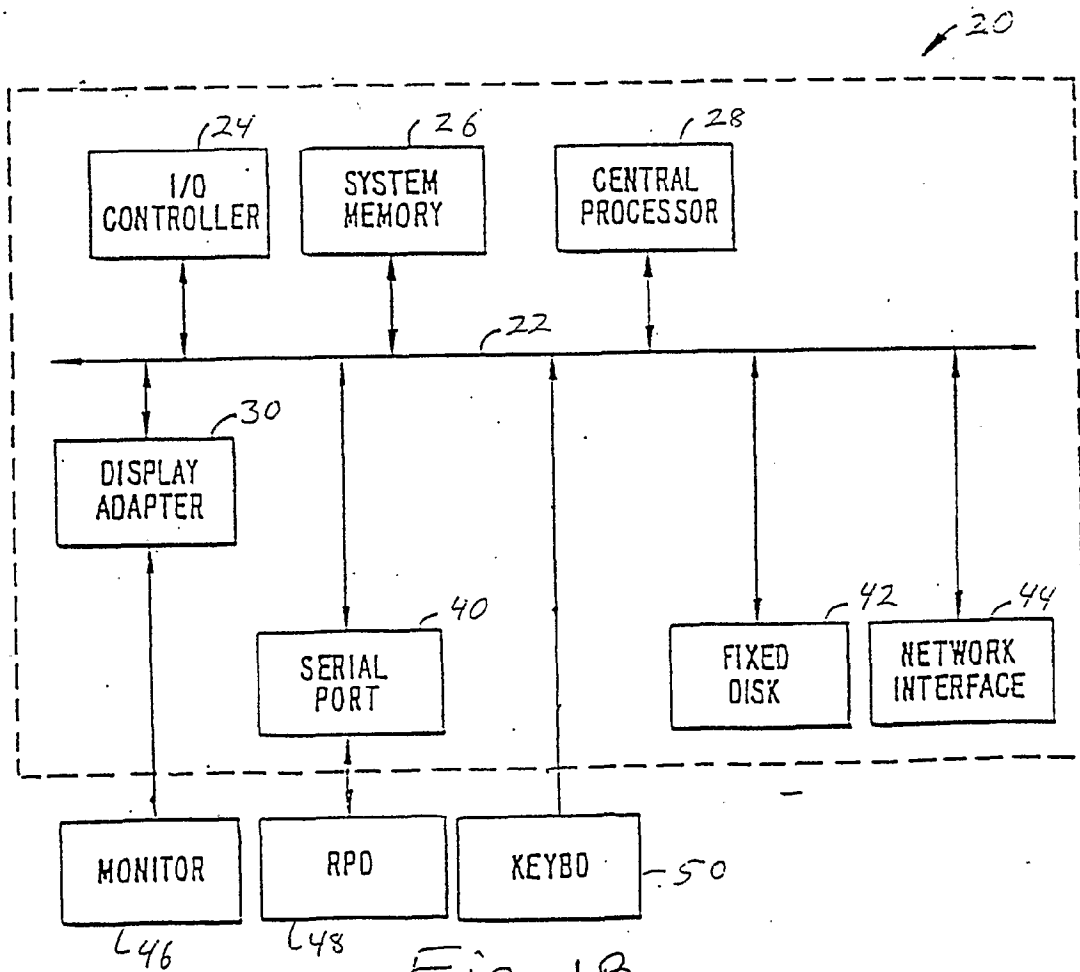 20
24
26
28
I/O
CONTROLLER
SYSTEM
MEMORY
CENTRAL
PROCESSOR
22
30
DISPLAY
ADAPTER
40
42
44
SERIAL
PORT
FIXED
DISK
NETWORK
INTERFACE
MONITOR
RPD
KEYBD
50
46
48